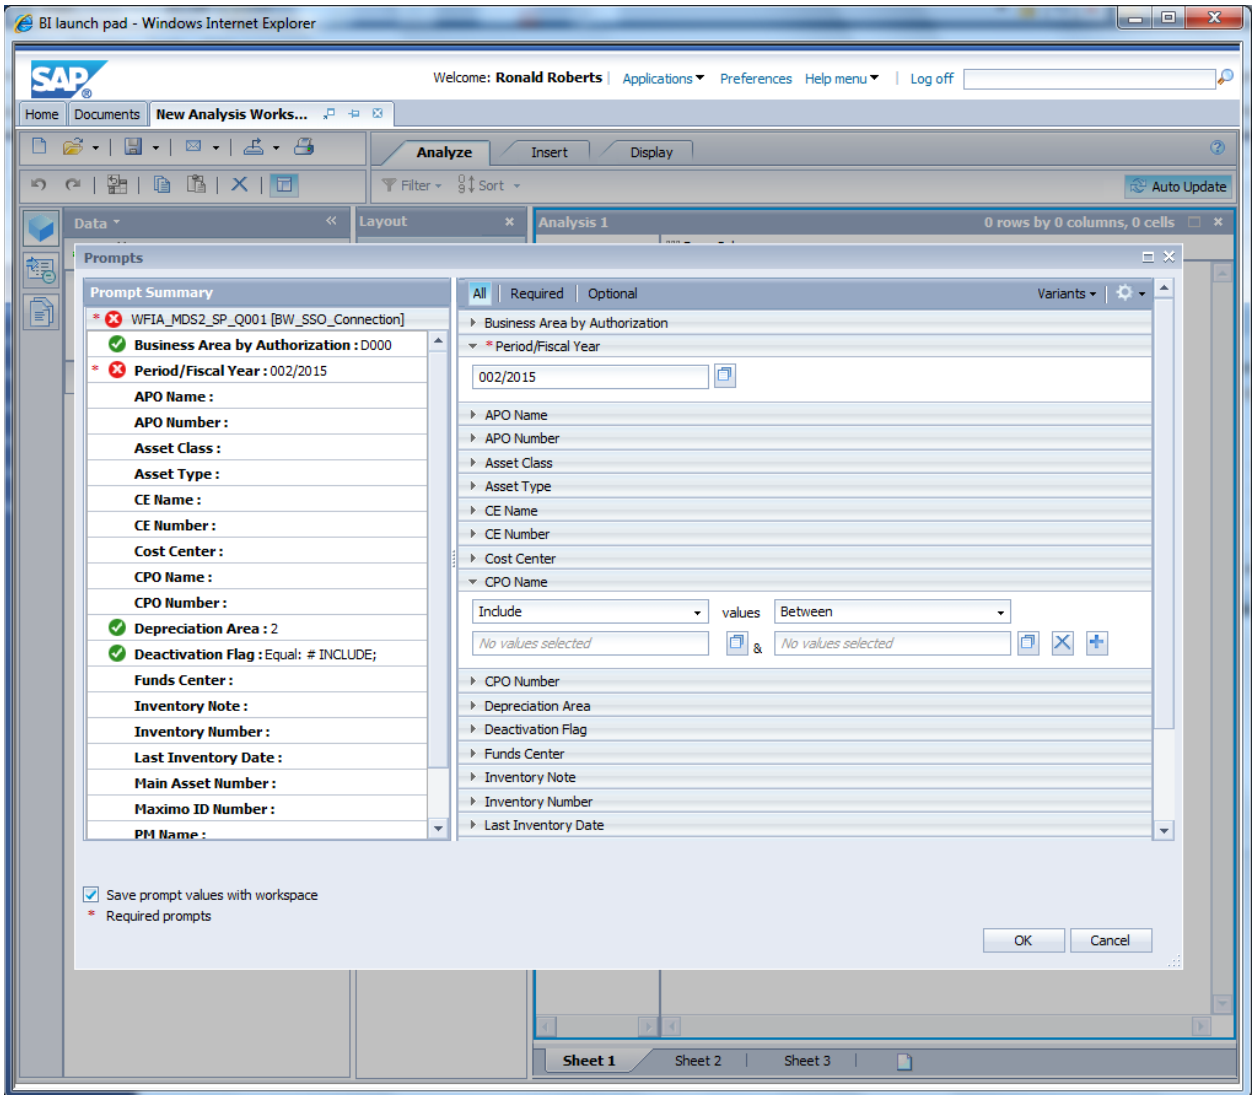 BI launch pad - Windows Internet Explorer
SAP ®
Welcome: Ronald Roberts | Applications Preferences Help menu | Log off
Home Documents New Analysis Works...
Analyze Insert Display
Filter Sort
Auto Update
Data Layout Analysis 1 0 rows by 0 columns, 0 cells
Prompts
Prompt Summary
* WFIA_MDS2_SP_Q001 [BW_SSO_Connection]
Business Area by Authorization : D000
* Period/Fiscal Year : 002/2015
APO Name :
APO Number :
Asset Class :
Asset Type :
CE Name :
CE Number :
Cost Center :
CPO Name :
CPO Number :
Depreciation Area : 2
Deactivation Flag : Equal: # INCLUDE;
Funds Center :
Inventory Note :
Inventory Number :
Last Inventory Date :
Main Asset Number :
Maximo ID Number :
PM Name :
All Required Optional Variants
Business Area by Authorization
* Period/Fiscal Year
002/2015
APO Name
APO Number
Asset Class
Asset Type
CE Name
CE Number
Cost Center
CPO Name
Include values Between
No values selected & No values selected
CPO Number
Depreciation Area
Deactivation Flag
Funds Center
Inventory Note
Inventory Number
Last Inventory Date
Save prompt values with workspace
* Required prompts
OK Cancel
Sheet 1 Sheet 2 Sheet 3